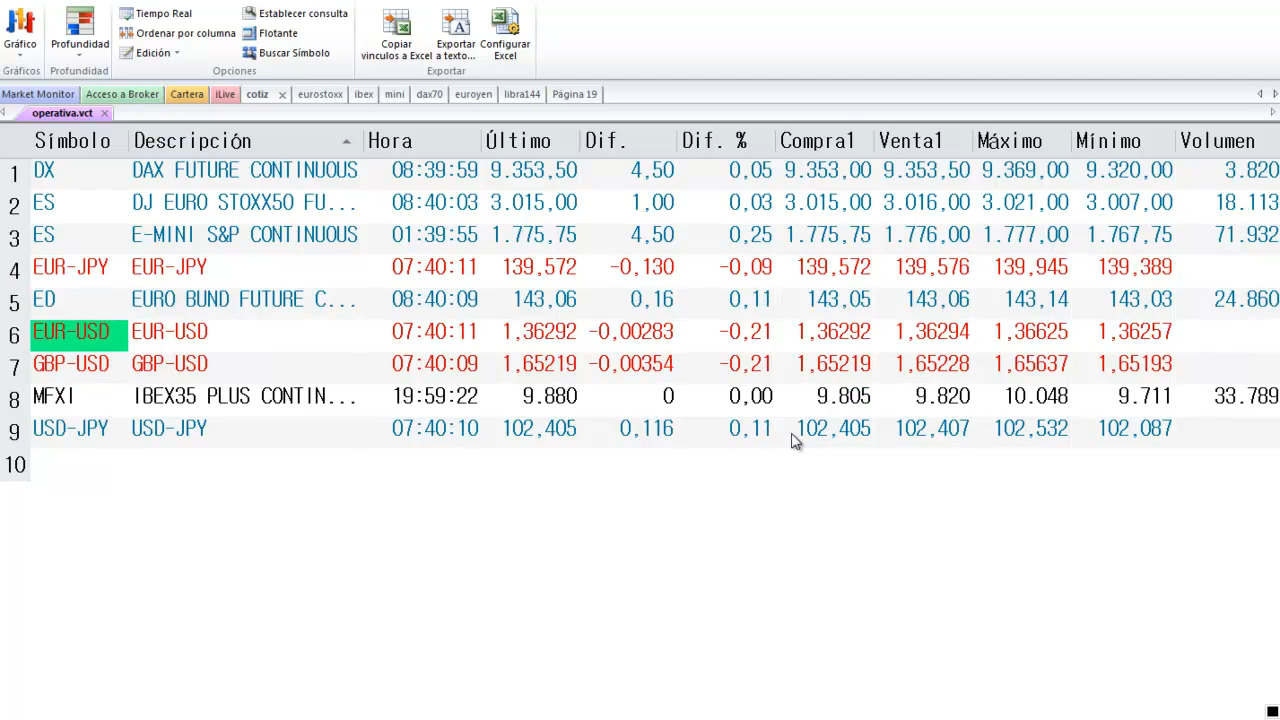 Tiempo Real
Establecer consulta
Ordenar por columna
Flotante
Gráfico
Profundidad
Edición
Buscar Símbolo
Copiar vinculos a Excel
Exportar a texto...
Configurar Excel
Gráficos
Profundidad
Opciones
Exportar
Market Monitor Acceso a Broker Cartera iLive cotiz eurostoxx ibex mini dax70 euroyen libra144 Página 19
operativa.vct
Símbolo Descripción Hora Último Dif. Dif. % Compra1 Venta1 Máximo Mínimo Volumen
1 DX DAX FUTURE CONTINUOUS 08:39:59 9.353,50 4,50 0,05 9.353,00 9.353,50 9.369,00 9.320,00 3.820
2 ES DJ EURO STOXX50 FU... 08:40:03 3.015,00 1,00 0,03 3.015,00 3.016,00 3.021,00 3.007,00 18.113
3 ES E-MINI S&P CONTINUOUS 01:39:55 1.775,75 4,50 0,25 1.775,75 1.776,00 1.777,00 1.767,75 71.932
4 EUR-JPY EUR-JPY 07:40:11 139,572 -0,130 -0,09 139,572 139,576 139,945 139,389
5 ED EURO BUND FUTURE C... 08:40:09 143,06 0,16 0,11 143,05 143,06 143,14 143,03 24.860
6 EUR-USD EUR-USD 07:40:11 1,36292 -0,00283 -0,21 1,36292 1,36294 1,36625 1,36257
7 GBP-USD GBP-USD 07:40:09 1,65219 -0,00354 -0,21 1,65219 1,65228 1,65637 1,65193
8 MFXI IBEX35 PLUS CONTIN... 19:59:22 9.880 0 0,00 9.805 9.820 10.048 9.711 33.789
9 USD-JPY USD-JPY 07:40:10 102,405 0,116 0,11 102,405 102,407 102,532 102,087
10